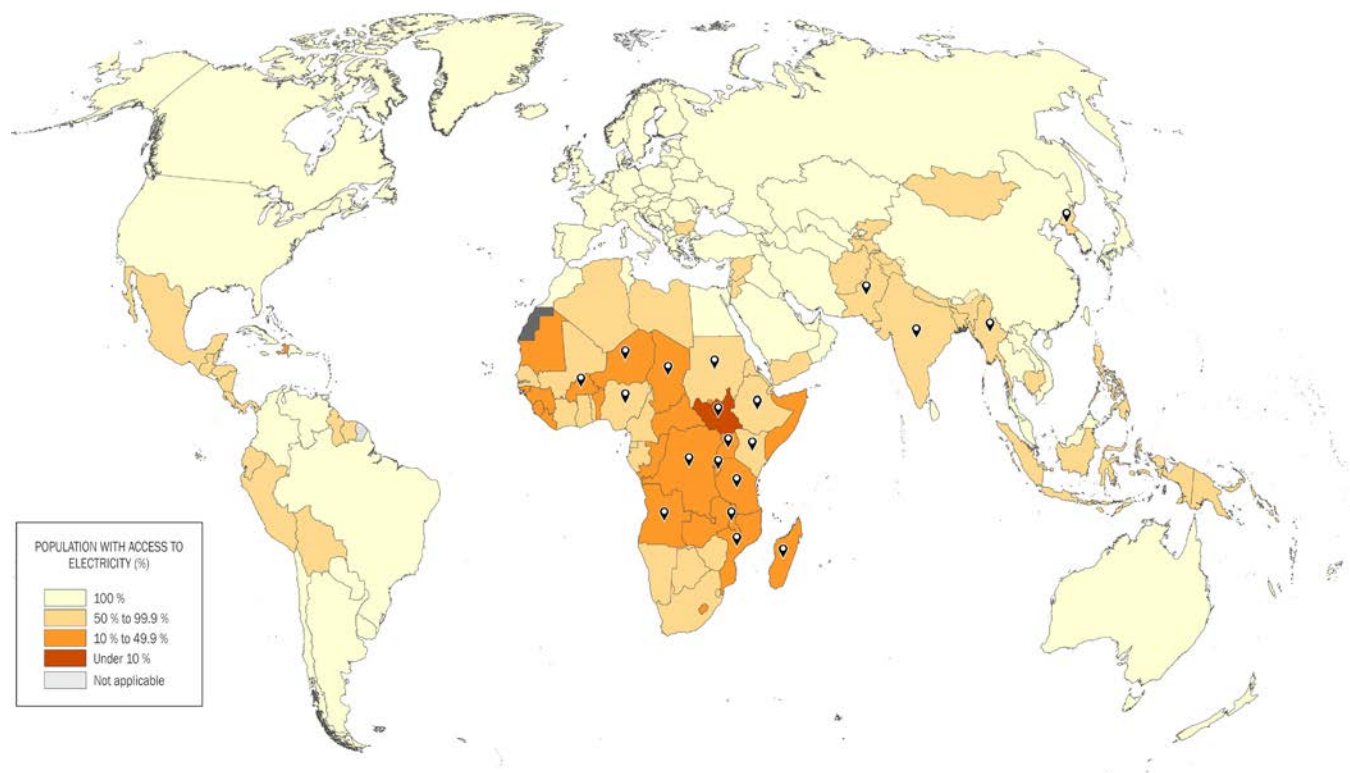 POPULATION WITH ACCESS TO
ELECTRICITY (%)
100 %
50 % to 99.9 %
10 % to 49.9 %
Under 10 %
Not applicable